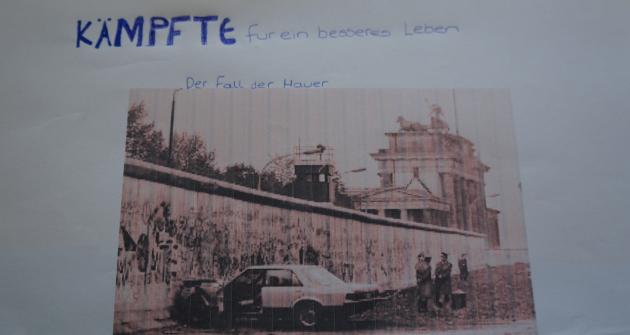 KÄMPFTE für ein besseres Leben
Der Fall der Mauer